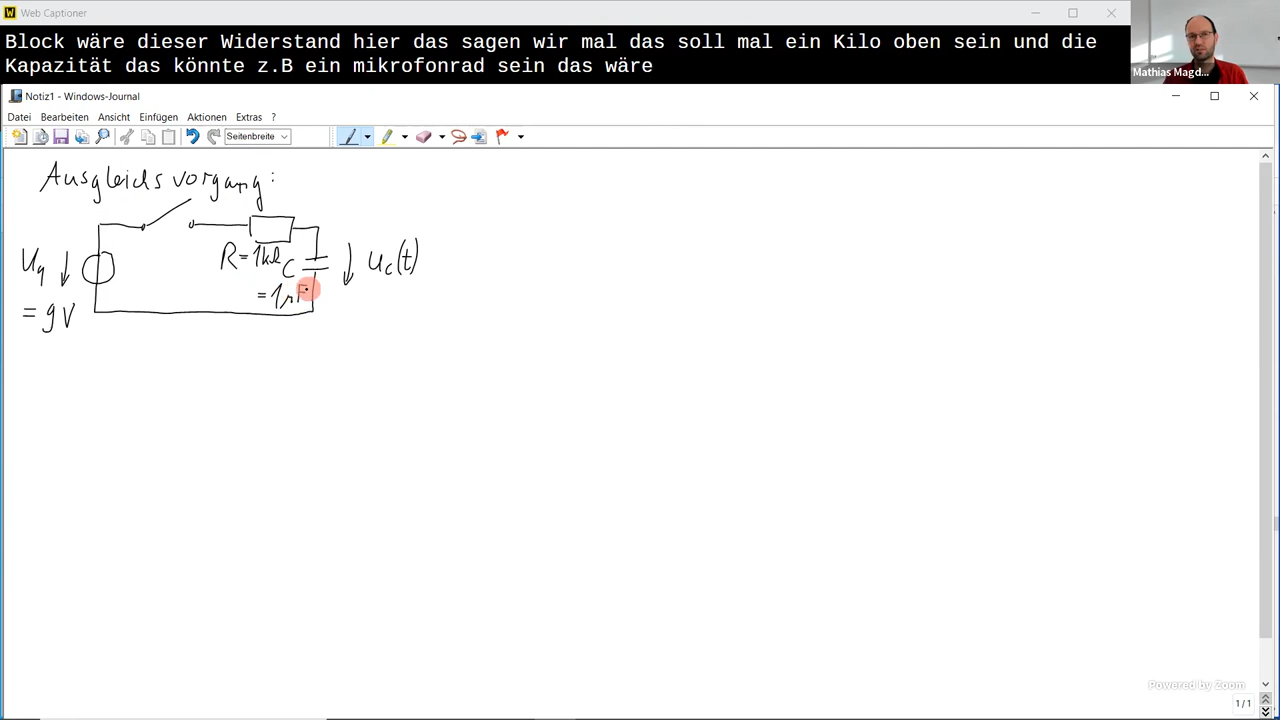 Web Captioner
Block wäre dieser Widerstand hier das sagen wir mal das soll mal ein Kilo oben sein und die
Kapazität das könnte z.B ein mikrofonrad sein das wäre
Mathias Magd...
Notiz1 - Windows-Journal
Datei Bearbeiten Ansicht Einfügen Aktionen Extras ?
Seitenbreite
Ausgleichsvorgang:
Uq
= 9V
R = 1kΩ
C
= 1µF
uc(t)
Powered by Zoom
1/1